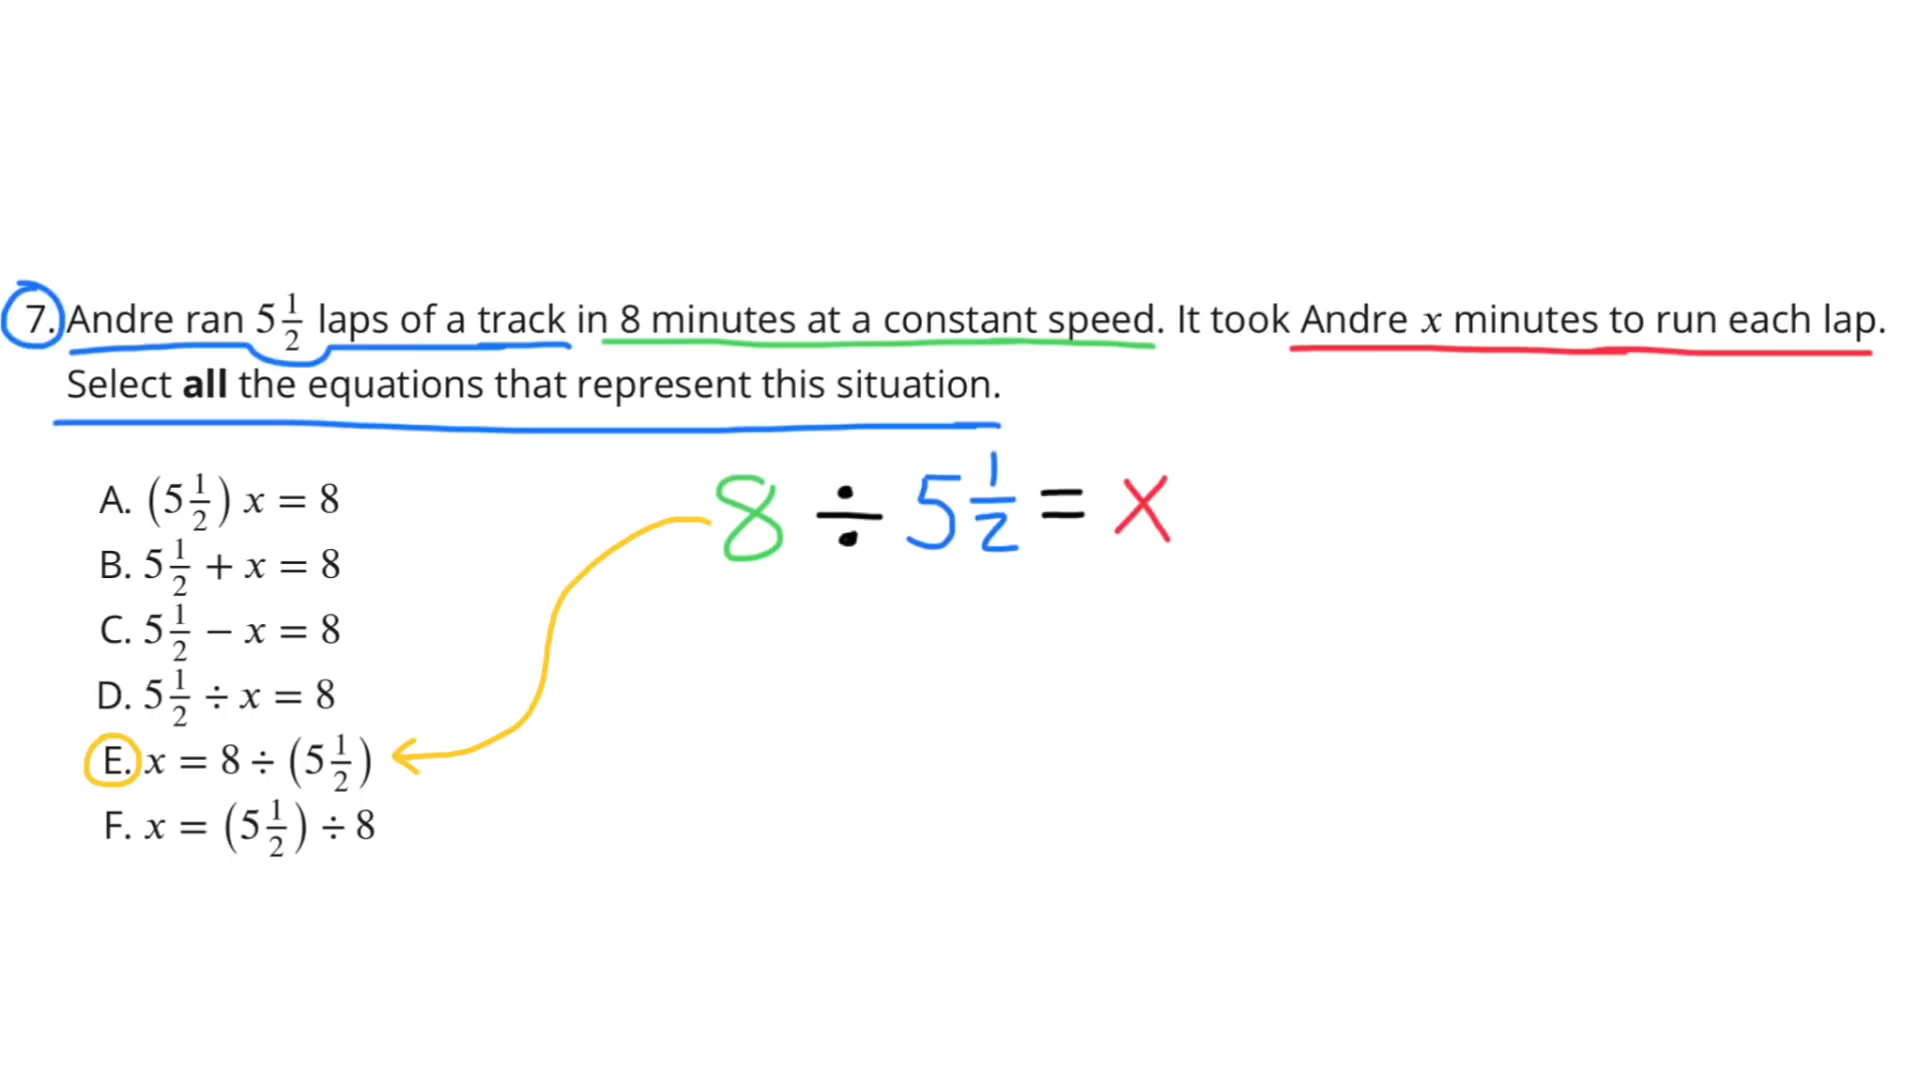 7. Andre ran 5 1/2 laps of a track in 8 minutes at a constant speed. It took Andre x minutes to run each lap.
Select all the equations that represent this situation.
A. (5 1/2) x = 8
B. 5 1/2 + x = 8
C. 5 1/2 − x = 8
D. 5 1/2 ÷ x = 8
E. x = 8 ÷ (5 1/2)
F. x = (5 1/2) ÷ 8
8 ÷ 5 1/2 = x